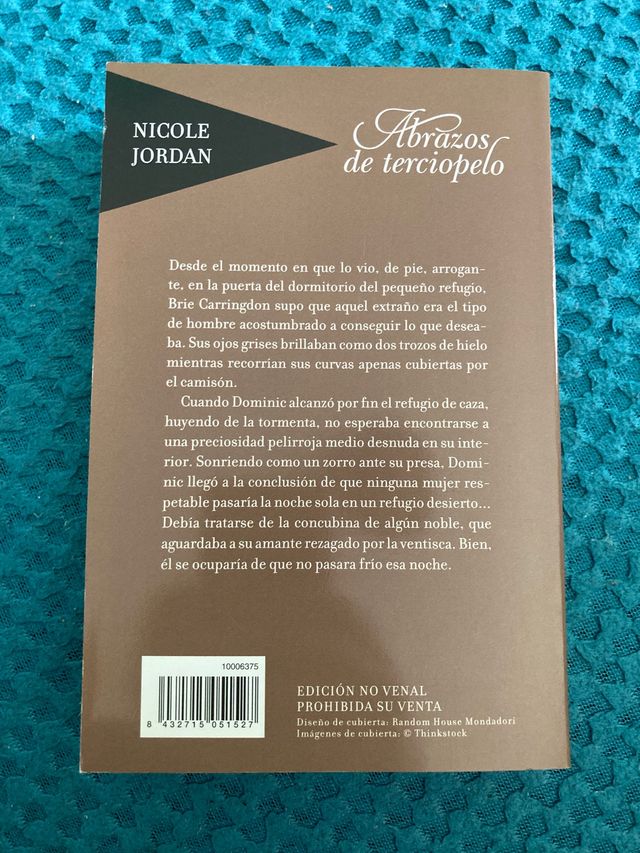 NICOLE
JORDAN
Abrazos
de terciopelo
Desde el momento en que lo vio, de pie, arrogan-
te, en la puerta del dormitorio del pequeño refugio,
Brie Carringdon supo que aquel extraño era el tipo
de hombre acostumbrado a conseguir lo que desea-
ba. Sus ojos grises brillaban como dos trozos de hielo
mientras recorrían sus curvas apenas cubiertas por
el camisón.
Cuando Dominic alcanzó por fin el refugio de caza,
huyendo de la tormenta, no esperaba encontrarse a
una preciosidad pelirroja medio desnuda en su inte-
rior. Sonriendo como un zorro ante su presa, Domi-
nic llegó a la conclusión de que ninguna mujer res-
petable pasaría la noche sola en un refugio desierto...
Debía tratarse de la concubina de algún noble, que
aguardaba a su amante rezagado por la ventisca. Bien,
él se ocuparía de que no pasara frío esa noche.
10006375
8 432715 051527
EDICIÓN NO VENAL
PROHIBIDA SU VENTA
Diseño de cubierta: Random House Mondadori
Imágenes de cubierta: © Thinkstock